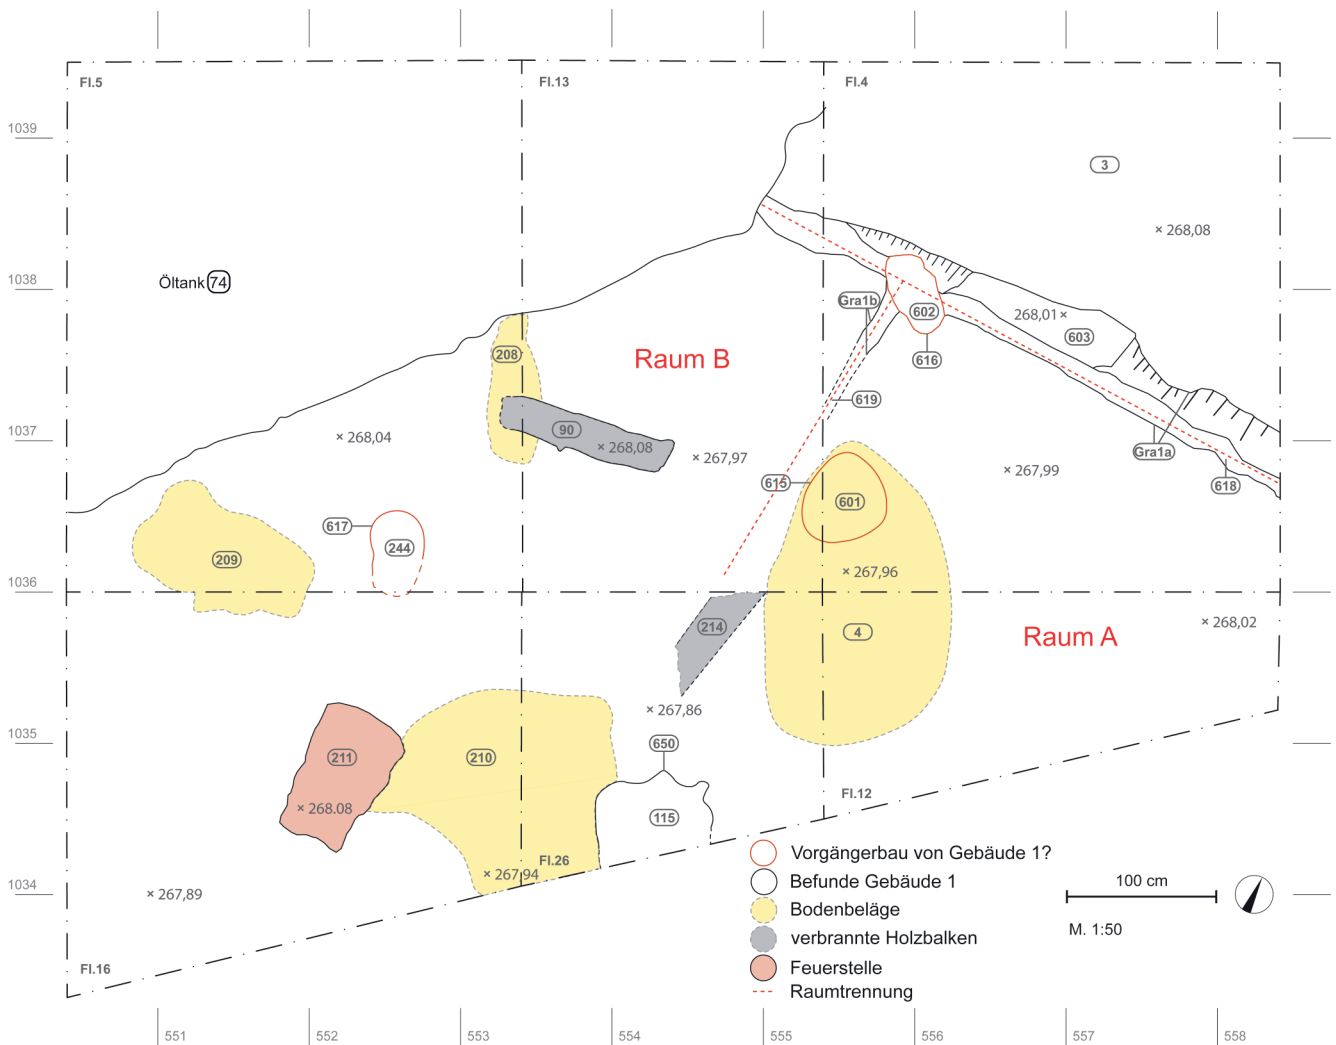 Fl.5
Fl.13
Fl.4
1039
3
268,08
1038
Öltank 74
Gra1b
602
268,01
603
616
208
Raum B
619
90
268,08
268,04
267,97
1037
Gra1a
267,99
618
615
601
617
244
209
267,96
1036
214
4
Raum A
268,02
267,86
1035
650
211
210
268.08
115
Fl.12
Fl.26
267,94
1034
267,89
Fl.16
Vorgängerbau von Gebäude 1?
Befunde Gebäude 1
Bodenbeläge
verbrannte Holzbalken
Feuerstelle
Raumtrennung
100 cm
M. 1:50
551
552
553
554
555
556
557
558